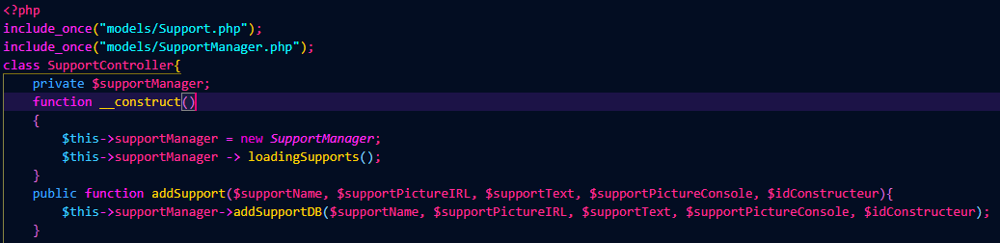 <?php
include_once("models/Support.php");
include_once("models/SupportManager.php");
class SupportController{
    private $supportManager;
    function __construct()
    {
        $this->supportManager = new SupportManager;
        $this->supportManager -> loadingSupports();
    }
    public function addSupport($supportName, $supportPictureIRL, $supportText, $supportPictureConsole, $idConstructeur){
        $this->supportManager->addSupportDB($supportName, $supportPictureIRL, $supportText, $supportPictureConsole, $idConstructeur);
    }